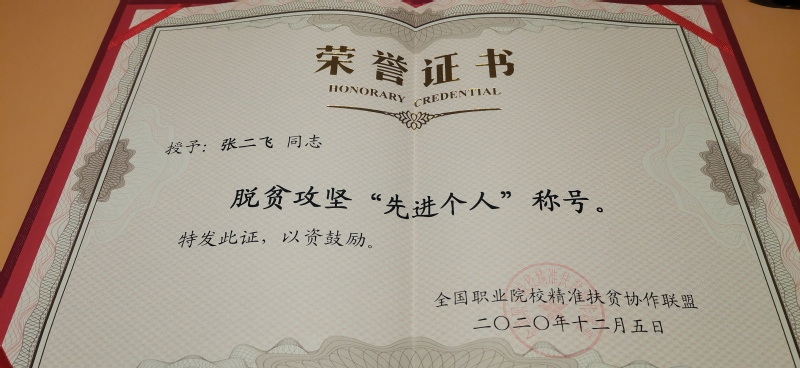 荣誉证书
HONORARY CREDENTIAL
授予：张二飞 同志
脱贫攻坚“先进个人”称号。
特发此证，以资鼓励。
全国职业院校精准扶贫协作联盟
二〇二〇年十二月五日